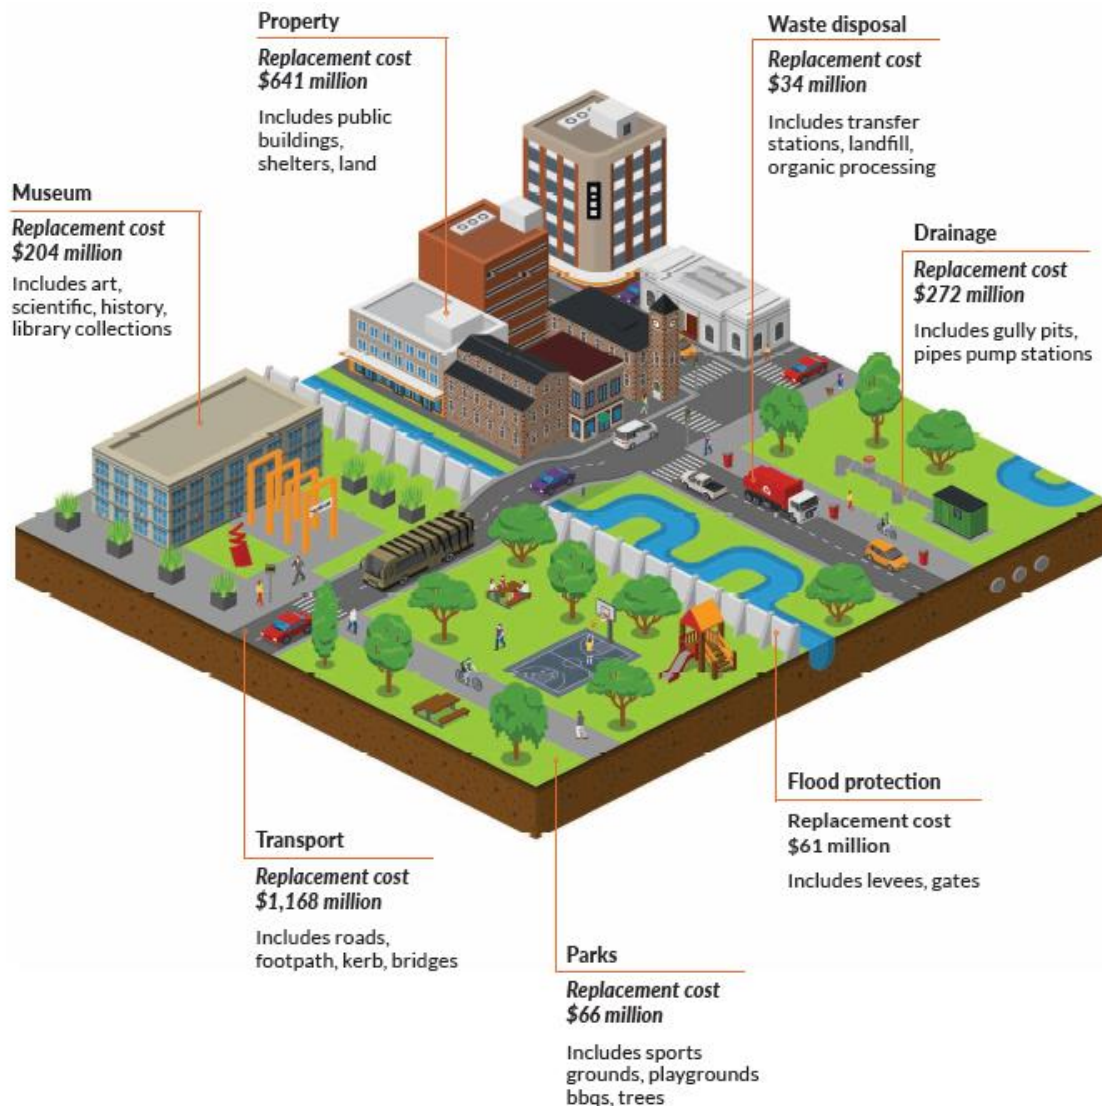 Property
Replacement cost
$641 million
Includes public
buildings,
shelters, land
Waste disposal
Replacement cost
$34 million
Includes transfer
stations, landfill,
organic processing
Museum
Replacement cost
$204 million
Includes art,
scientific, history,
library collections
Drainage
Replacement cost
$272 million
Includes gully pits,
pipes pump stations
Flood protection
Replacement cost
$61 million
Includes levees, gates
Transport
Replacement cost
$1,168 million
Includes roads,
footpath, kerb, bridges
Parks
Replacement cost
$66 million
Includes sports
grounds, playgrounds
bbqs, trees